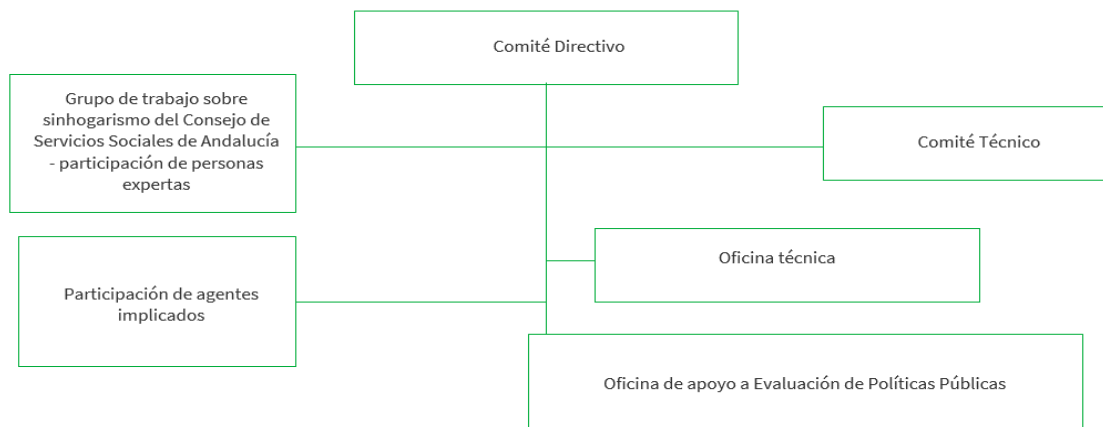 Comité Directivo
Grupo de trabajo sobre
sinhogarismo del Consejo de
Servicios Sociales de Andalucía
- participación de personas
expertas
Comité Técnico
Oficina técnica
Participación de agentes
implicados
Oficina de apoyo a Evaluación de Políticas Públicas